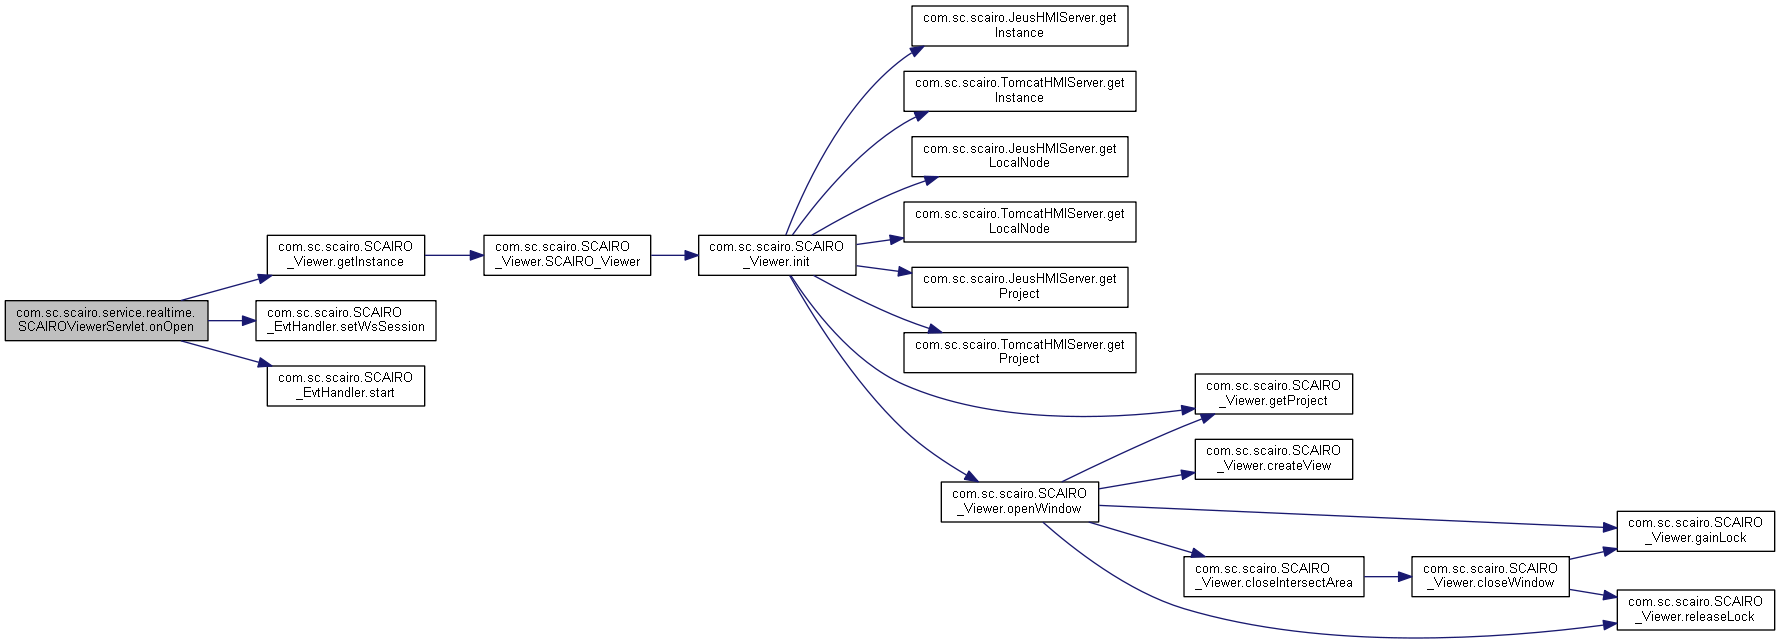 com.sc.scairo.JeusHMIServer.get
Instance
com.sc.scairo.TomcatHMIServer.get
Instance
com.sc.scairo.JeusHMIServer.get
LocalNode
com.sc.scairo.TomcatHMIServer.get
LocalNode
com.sc.scairo.SCAIRO
_Viewer.getInstance
com.sc.scairo.SCAIRO
_Viewer.SCAIRO_Viewer
com.sc.scairo.SCAIRO
_Viewer.init
com.sc.scairo.JeusHMIServer.get
Project
com.sc.scairo.service.realtime.
SCAIROViewerServlet.onOpen
com.sc.scairo.SCAIRO
_EvtHandler.setWsSession
com.sc.scairo.TomcatHMIServer.get
Project
com.sc.scairo.SCAIRO
_EvtHandler.start
com.sc.scairo.SCAIRO
_Viewer.getProject
com.sc.scairo.SCAIRO
_Viewer.createView
com.sc.scairo.SCAIRO
_Viewer.openWindow
com.sc.scairo.SCAIRO
_Viewer.gainLock
com.sc.scairo.SCAIRO
_Viewer.closeIntersectArea
com.sc.scairo.SCAIRO
_Viewer.closeWindow
com.sc.scairo.SCAIRO
_Viewer.releaseLock